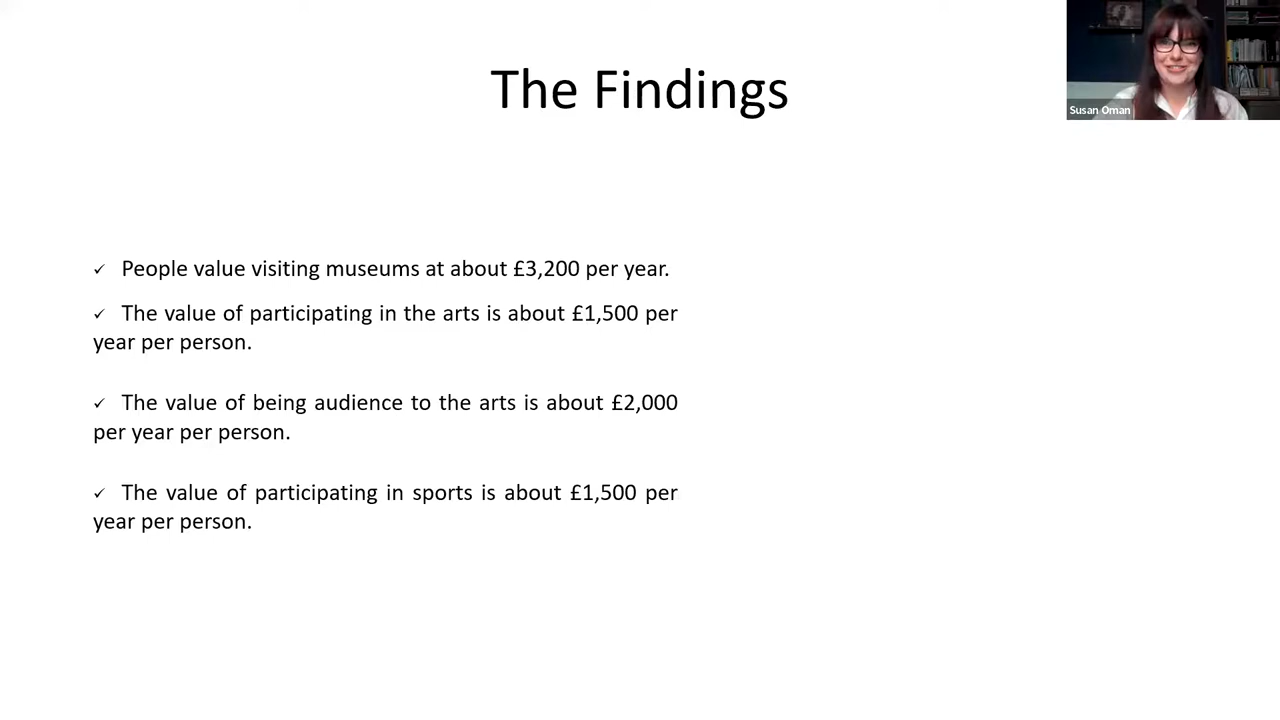 The Findings
Susan Oman
✓ People value visiting museums at about £3,200 per year.
✓ The value of participating in the arts is about £1,500 per
year per person.
✓ The value of being audience to the arts is about £2,000
per year per person.
✓ The value of participating in sports is about £1,500 per
year per person.